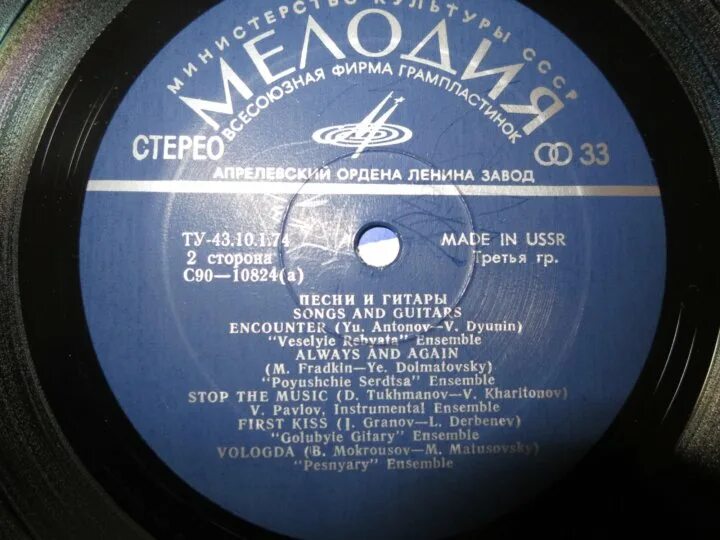 МИНИСТЕРСТВО КУЛЬТУРЫ СССР
МЕЛОДИЯ
ВСЕСОЮЗНАЯ ФИРМА ГРАМПЛАСТИНОК
СТЕРЕО 33
АПРЕЛЕВСКИЙ ОРДЕНА ЛЕНИНА ЗАВОД
ТУ-43.10.1.74 MADE IN USSR
2 сторона Третья гр.
С90—10824(а)
ПЕСНИ И ГИТАРЫ
SONGS AND GUITARS
ENCOUNTER (Yu. Antonov—V. Dyunin)
"Veselyie Rebyata" Ensemble
ALWAYS AND AGAIN
(M. Fradkin—Ye. Dolmatovsky)
"Poyushchie Serdtsa" Ensemble
STOP THE MUSIC (D. Tukhmanov—V. Kharitonov)
V. Pavlov, Instrumental Ensemble
FIRST KISS (J. Granov—L. Derbenev)
"Golubyie Gitary" Ensemble
VOLOGDA (B. Mokrousov—M. Matusovsky)
"Pesnyary" Ensemble